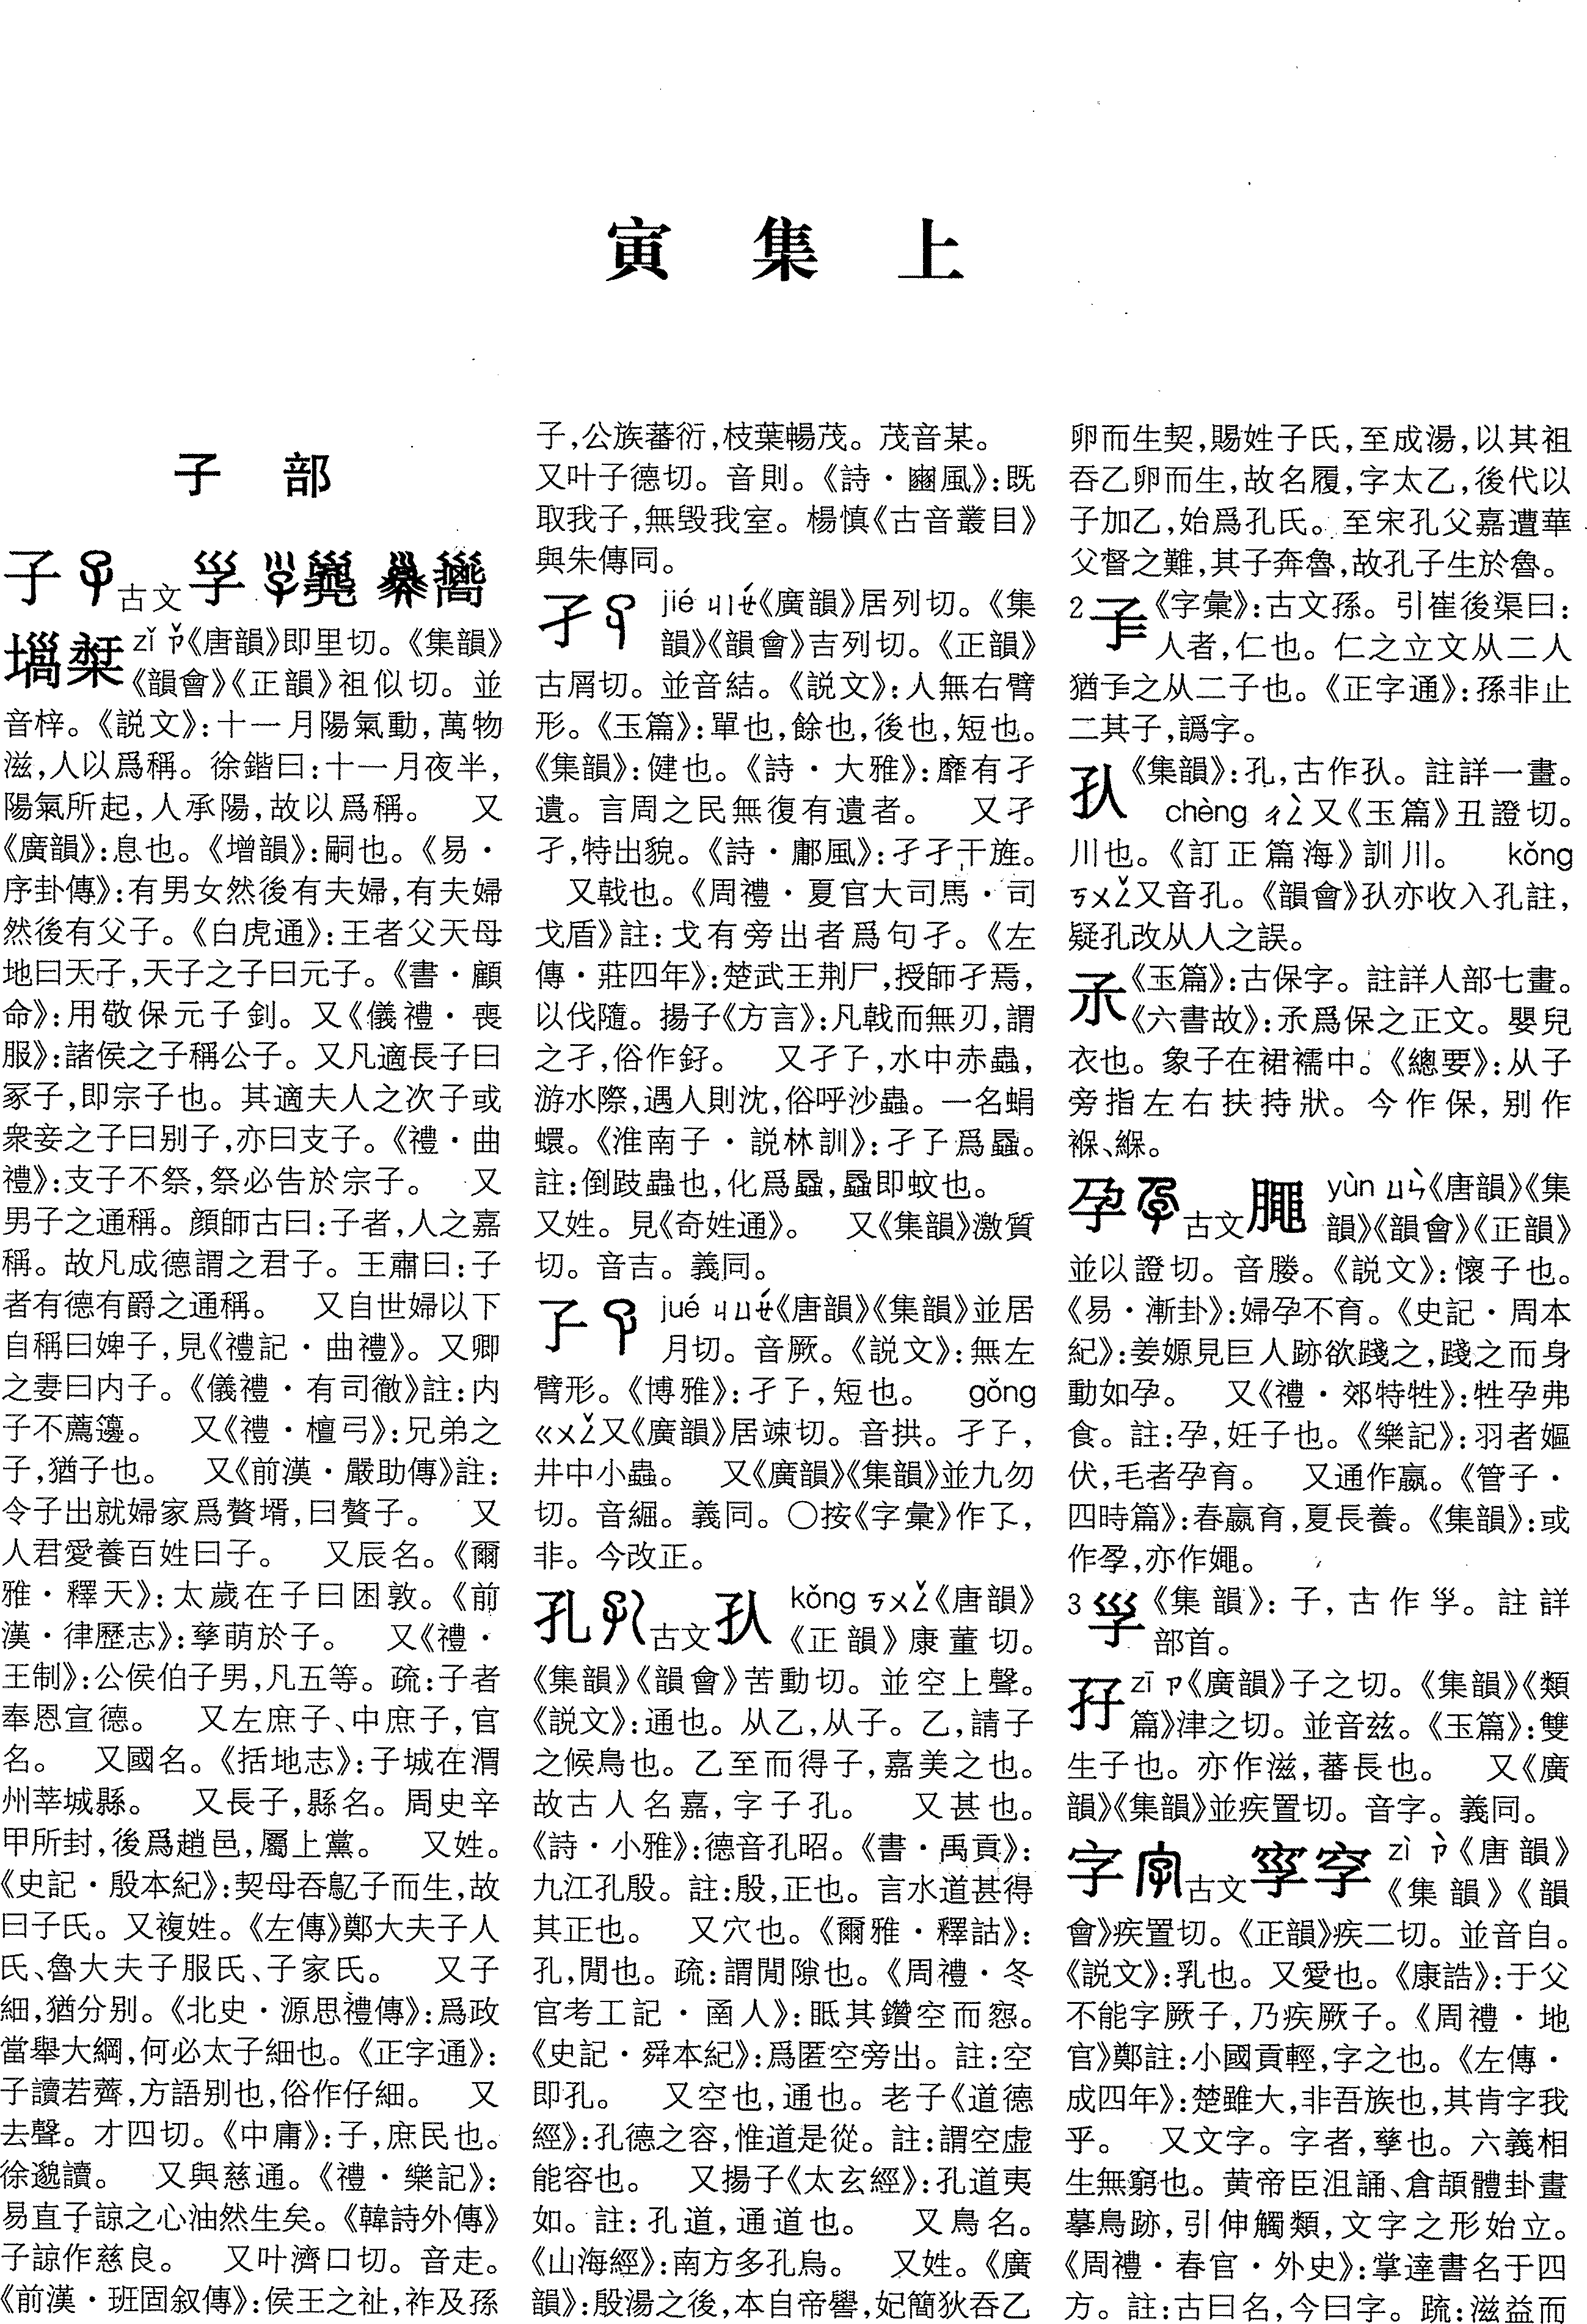 寅集上
子部
子 古文 㜽
zǐ ㄗˇ《唐韻》即里切。《集韻》
《韻會》《正韻》祖似切。並
音梓。《説文》:十一月陽氣動,萬物
滋,人以爲稱。徐鍇曰:十一月夜半,
陽氣所起,人承陽,故以爲稱。 又
《廣韻》:息也。《增韻》:嗣也。《易・
序卦傳》:有男女然後有夫婦,有夫婦
然後有父子。《白虎通》:王者父天母
地曰天子,天子之子曰元子。《書・顧
命》:用敬保元子釗。又《儀禮・喪
服》:諸侯之子稱公子。又凡適長子曰
冢子,即宗子也。其適夫人之次子或
衆妾之子曰别子,亦曰支子。《禮・曲
禮》:支子不祭,祭必告於宗子。 又
男子之通稱。顔師古曰:子者,人之嘉
稱。故凡成德謂之君子。王肅曰:子
者有德有爵之通稱。 又自世婦以下
自稱曰婢子,見《禮記・曲禮》。又卿
之妻曰内子。《儀禮・有司徹》註:内
子不薦籩。 又《禮・檀弓》:兄弟之
子,猶子也。 又《前漢・嚴助傳》註:
令子出就婦家爲贅壻,曰贅子。 又
人君愛養百姓曰子。 又辰名。《爾
雅・釋天》:太歲在子曰困敦。《前
漢・律歷志》:孳萌於子。 又《禮・
王制》:公侯伯子男,凡五等。疏:子者
奉恩宣德。 又左庶子、中庶子,官
名。 又國名。《括地志》:子城在渭
州莘城縣。 又長子,縣名。周史辛
甲所封,後爲趙邑,屬上黨。 又姓。
《史記・殷本紀》:契母吞鳦子而生,故
曰子氏。又複姓。《左傳》鄭大夫子人
氏、魯大夫子服氏、子家氏。 又子
細,猶分别。《北史・源思禮傳》:爲政
當舉大綱,何必太子細也。《正字通》:
子讀若薺,方語别也,俗作仔細。 又
去聲。才四切。《中庸》:子,庶民也。
徐邈讀。 又與慈通。《禮・樂記》:
易直子諒之心油然生矣。《韓詩外傳》
子諒作慈良。 又叶濟口切。音走。
《前漢・班固叙傳》:侯王之祉,祚及孫
子,公族蕃衍,枝葉暢茂。茂音某。
又叶子德切。音則。《詩・豳風》:既
取我子,無毁我室。楊慎《古音叢目》
與朱傳同。
孑 jié ㄐㄧㄝˊ《廣韻》居列切。《集
韻》《韻會》吉列切。《正韻》
古屑切。並音結。《説文》:人無右臂
形。《玉篇》:單也,餘也,後也,短也。
《集韻》:健也。《詩・大雅》:靡有孑
遺。言周之民無復有遺者。 又孑
孑,特出貌。《詩・鄘風》:孑孑干旄。
又戟也。《周禮・夏官大司馬・司
戈盾》註:戈有旁出者爲句孑。《左
傳・莊四年》:楚武王荆尸,授師孑焉,
以伐隨。揚子《方言》:凡戟而無刃,謂
之孑,俗作釨。 又孑孓,水中赤蟲,
游水際,遇人則沈,俗呼沙蟲。一名蜎
蠉。《淮南子・説林訓》:孑孓爲蟁。
註:倒跂蟲也,化爲蟁,蟁即蚊也。
又姓。見《奇姓通》。 又《集韻》激質
切。音吉。義同。
孓 jué ㄐㄩㄝˊ《唐韻》《集韻》並居
月切。音厥。《説文》:無左
臂形。《博雅》:孑孓,短也。 gǒng
ㄍㄨㄥˇ又《廣韻》居竦切。音拱。孑孓,
井中小蟲。 又《廣韻》《集韻》並九勿
切。音䘿。義同。〇按《字彙》作孒,
非。今改正。
孔 古文 㺲 kǒng ㄎㄨㄥˇ《唐韻》
《正韻》康董切。
《集韻》《韻會》苦動切。並空上聲。
《説文》:通也。从乙,从子。乙,請子
之候鳥也。乙至而得子,嘉美之也。
故古人名嘉,字子孔。 又甚也。
《詩・小雅》:德音孔昭。《書・禹貢》:
九江孔殷。註:殷,正也。言水道甚得
其正也。 又穴也。《爾雅・釋詁》:
孔,閒也。疏:謂閒隙也。《周禮・冬
官考工記・函人》:眡其鑽空而惌。
《史記・舜本紀》:爲匿空旁出。註:空
即孔。 又空也,通也。老子《道德
經》:孔德之容,惟道是從。註:謂空虚
能容也。 又揚子《太玄經》:孔道夷
如。註:孔道,通道也。 又鳥名。
《山海經》:南方多孔鳥。 又姓。《廣
韻》:殷湯之後,本自帝嚳,妃簡狄吞乙
卵而生契,賜姓子氏,至成湯,以其祖
吞乙卵而生,故名履,字太乙,後代以
子加乙,始爲孔氏。至宋孔父嘉遭華
父督之難,其子奔魯,故孔子生於魯。
2《字彙》:古文孫。引崔後渠曰:
人者,仁也。仁之立文从二人
猶之从二子也。《正字通》:孫非止
二其子,譌字。
《集韻》:孔,古作。註詳一畫。
chèng ㄔㄥˋ又《玉篇》丑證切。
川也。《訂正篇海》訓川。 kǒng
ㄎㄨㄥˇ又音孔。《韻會》亦收入孔註,
疑孔改从人之誤。
𠈃《玉篇》:古保字。註詳人部七畫。
《六書故》:爲保之正文。嬰兒
衣也。象子在裙襦中。《總要》:从子
旁指左右扶持狀。今作保,别作
褓、緥。
孕 古文 䏔 yùn ㄩㄣˋ《唐韻》《集
韻》《韻會》《正韻》
並以證切。音媵。《説文》:懷子也。
《易・漸卦》:婦孕不育。《史記・周本
紀》:姜嫄見巨人跡欲踐之,踐之而身
動如孕。 又《禮・郊特牲》:牲孕弗
食。註:孕,妊子也。《樂記》:羽者嫗
伏,毛者孕育。 又通作嬴。《管子・
四時篇》:春嬴育,夏長養。《集韻》:或
作孕,亦作㛴。
3 㜽《集韻》:子,古作㜽。註詳
部首。
孖 zī ㄗ《廣韻》子之切。《集韻》《類
篇》津之切。並音兹。《玉篇》:雙
生子也。亦作滋,蕃長也。 又《廣
韻》《集韻》並疾置切。音字。義同。
字 古文 zì ㄗˋ《唐韻》
《集韻》《韻
會》疾置切。《正韻》疾二切。並音自。
《説文》:乳也。又愛也。《康誥》:于父
不能字厥子,乃疾厥子。《周禮・地
官》鄭註:小國貢輕,字之也。《左傳・
成四年》:楚雖大,非吾族也,其肯字我
乎。 又文字。字者,孳也。六義相
生無窮也。黄帝臣沮誦、倉頡體卦畫
摹鳥跡,引伸觸類,文字之形始立。
《周禮・春官・外史》:掌達書名于四
方。註:古曰名,今曰字。疏:滋益而